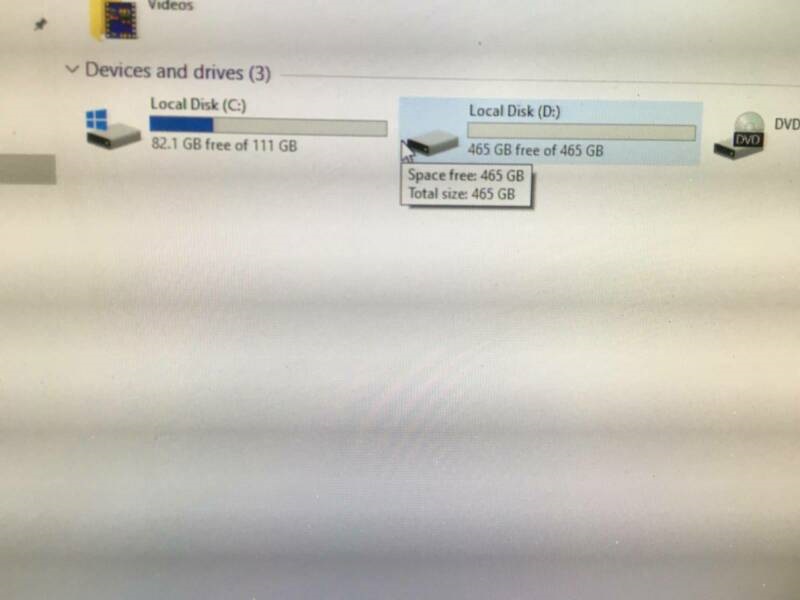 Videos
Devices and drives (3)
Local Disk (C:)
82.1 GB free of 111 GB
Local Disk (D:)
465 GB free of 465 GB
Space free: 465 GB
Total size: 465 GB
DVD
DVD